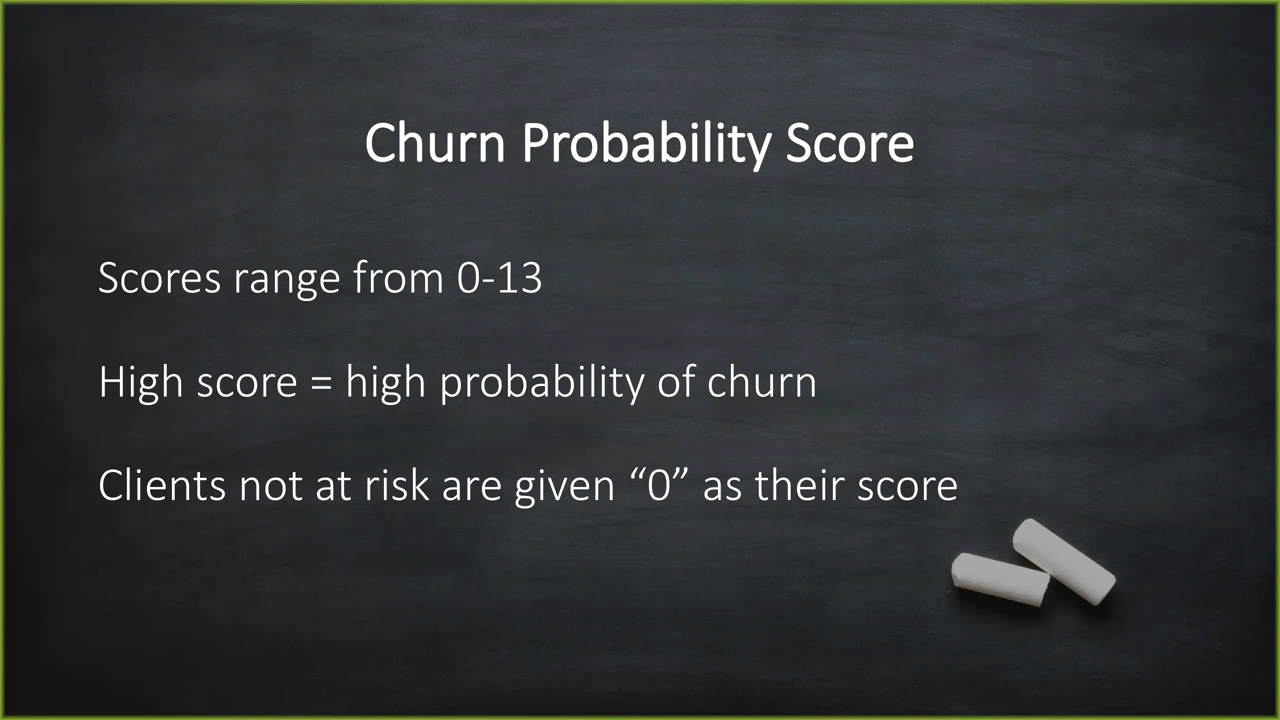 Churn Probability Score
Scores range from 0-13
High score = high probability of churn
Clients not at risk are given “0” as their score